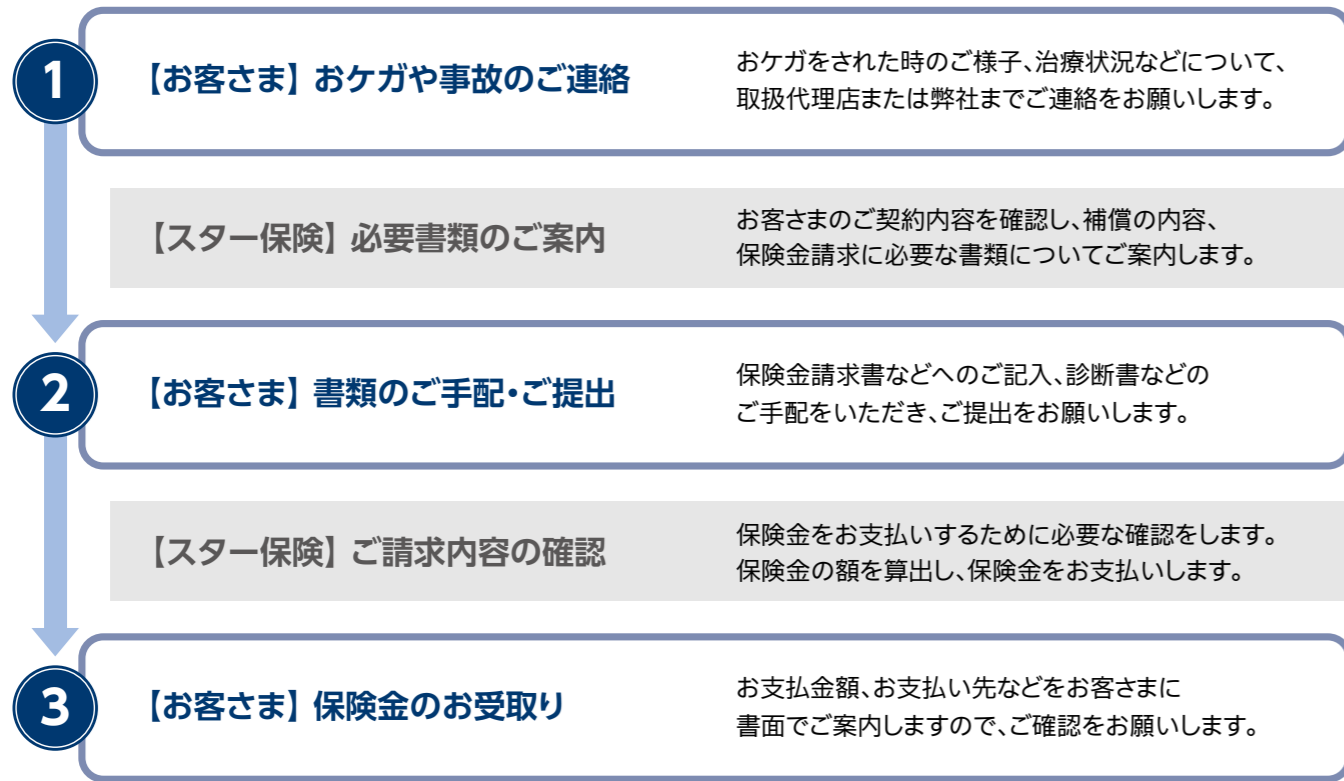 1
【お客さま】おケガや事故のご連絡
おケガをされた時のご様子、治療状況などについて、
取扱代理店または弊社までご連絡をお願いします。
【スター保険】必要書類のご案内
お客さまのご契約内容を確認し、補償の内容、
保険金請求に必要な書類についてご案内します。
2
【お客さま】書類のご手配・ご提出
保険金請求書などへのご記入、診断書などの
ご手配をいただき、ご提出をお願いします。
【スター保険】ご請求内容の確認
保険金をお支払いするために必要な確認をします。
保険金の額を算出し、保険金をお支払いします。
3
【お客さま】保険金のお受取り
お支払金額、お支払い先などをお客さまに
書面でご案内しますので、ご確認をお願いします。